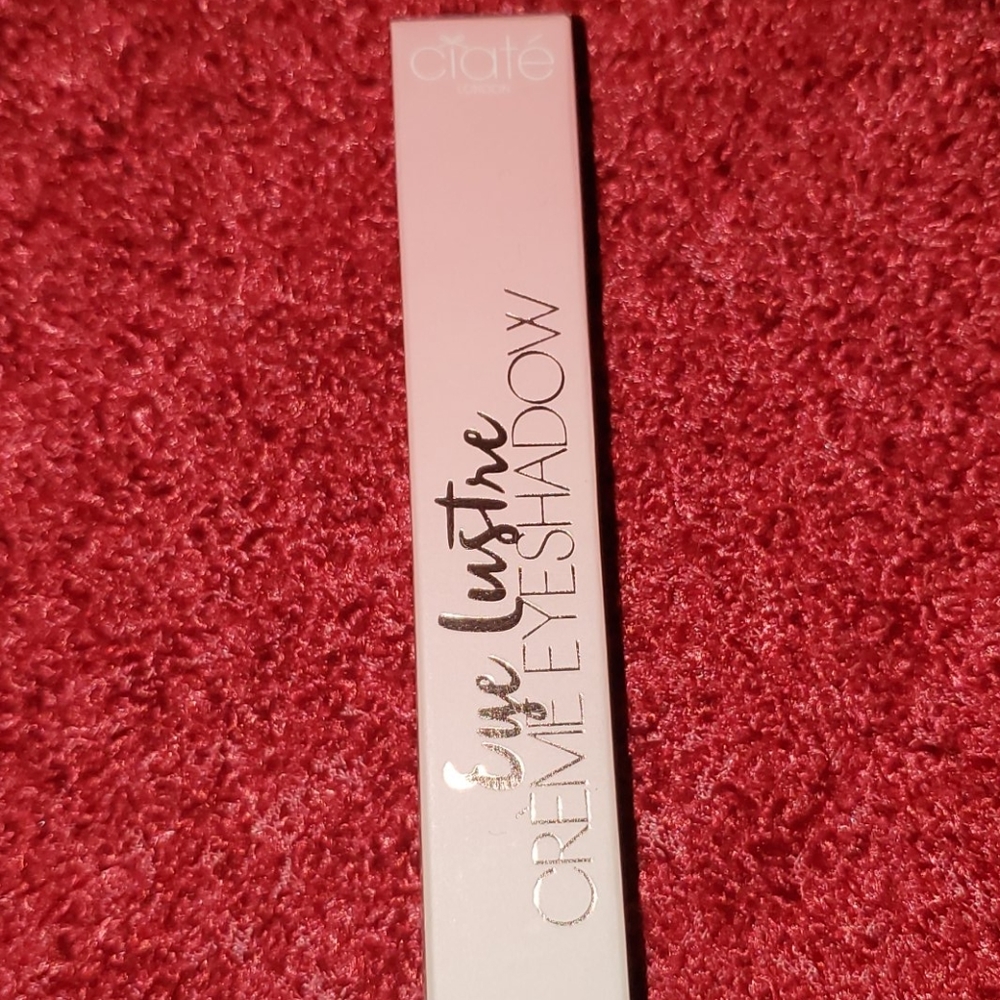 ciaté
LONDON
Eye Lustre
CRÈME EYESHADOW